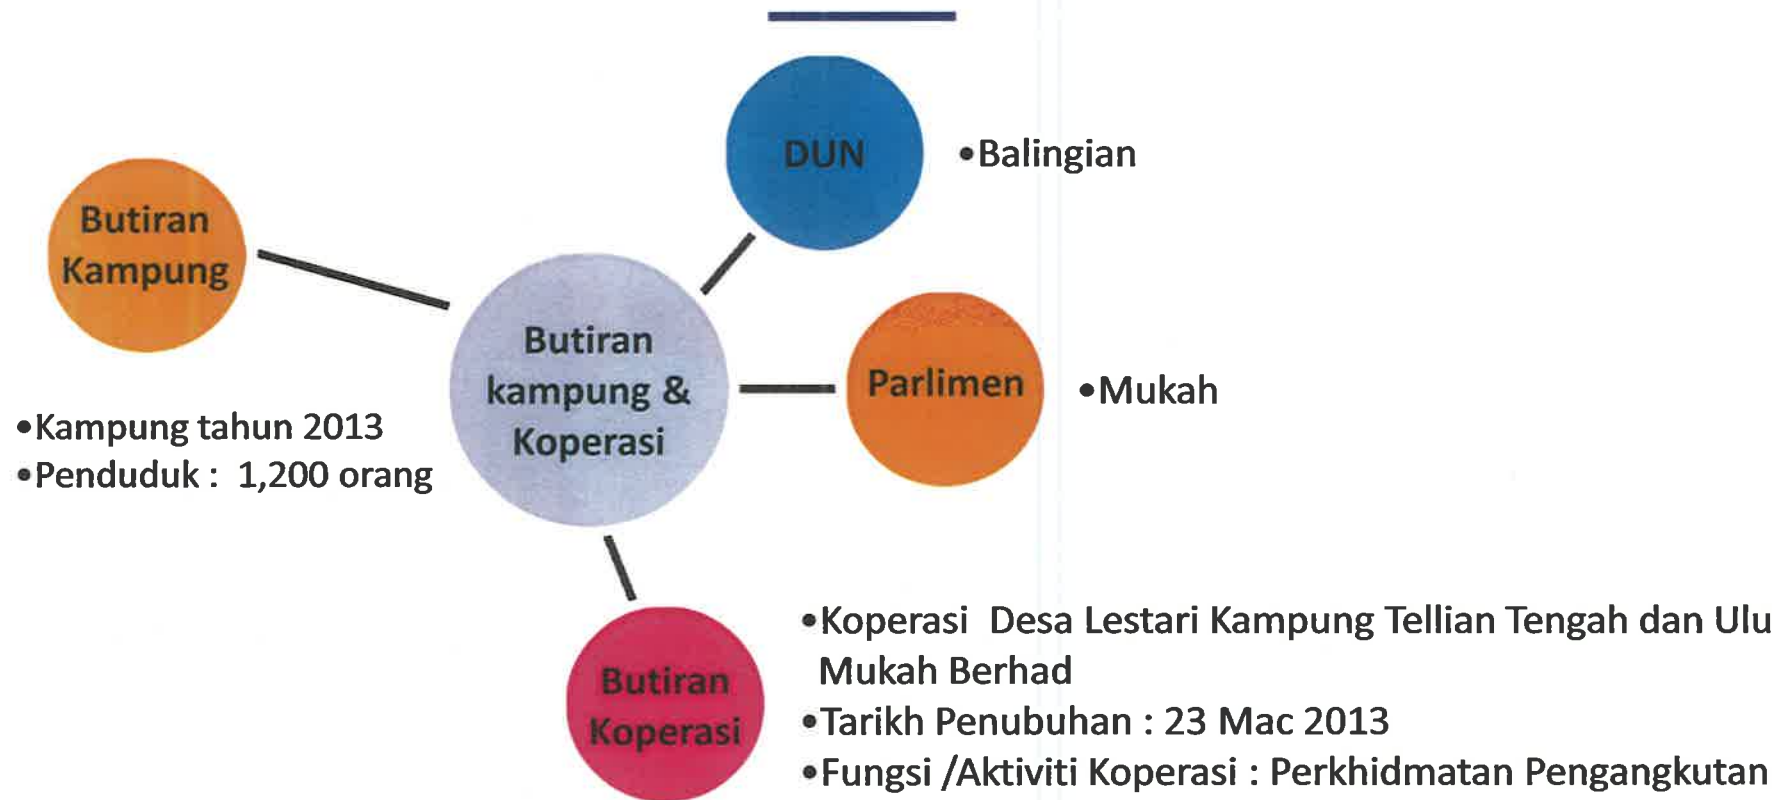 DUN
•Balingian
Butiran
Kampung
•Kampung tahun 2013
•Penduduk : 1,200 orang
Butiran
kampung &
Koperasi
Parlimen
•Mukah
Butiran
Koperasi
•Koperasi Desa Lestari Kampung Tellian Tengah dan Ulu
Mukah Berhad
•Tarikh Penubuhan : 23 Mac 2013
•Fungsi /Aktiviti Koperasi : Perkhidmatan Pengangkutan